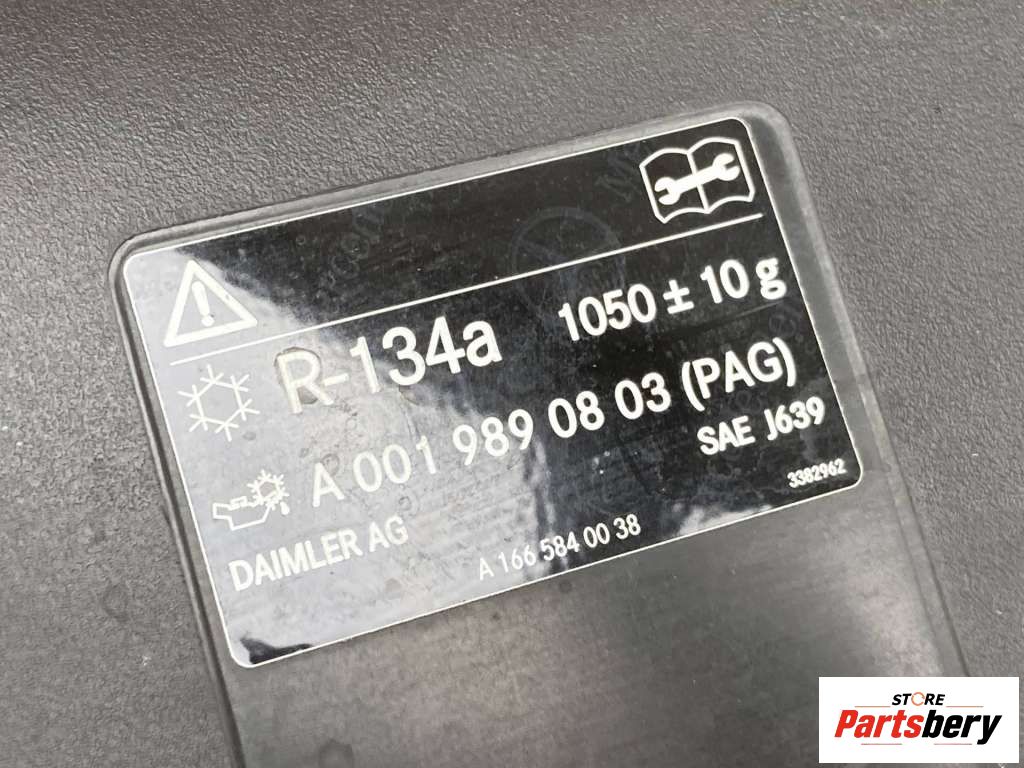 R-134a 1050 ± 10 g
A 001 989 08 03 (PAG)
SAE J639
DAIMLER AG
A 166 584 00 38
3382962
STORE
Partsbery